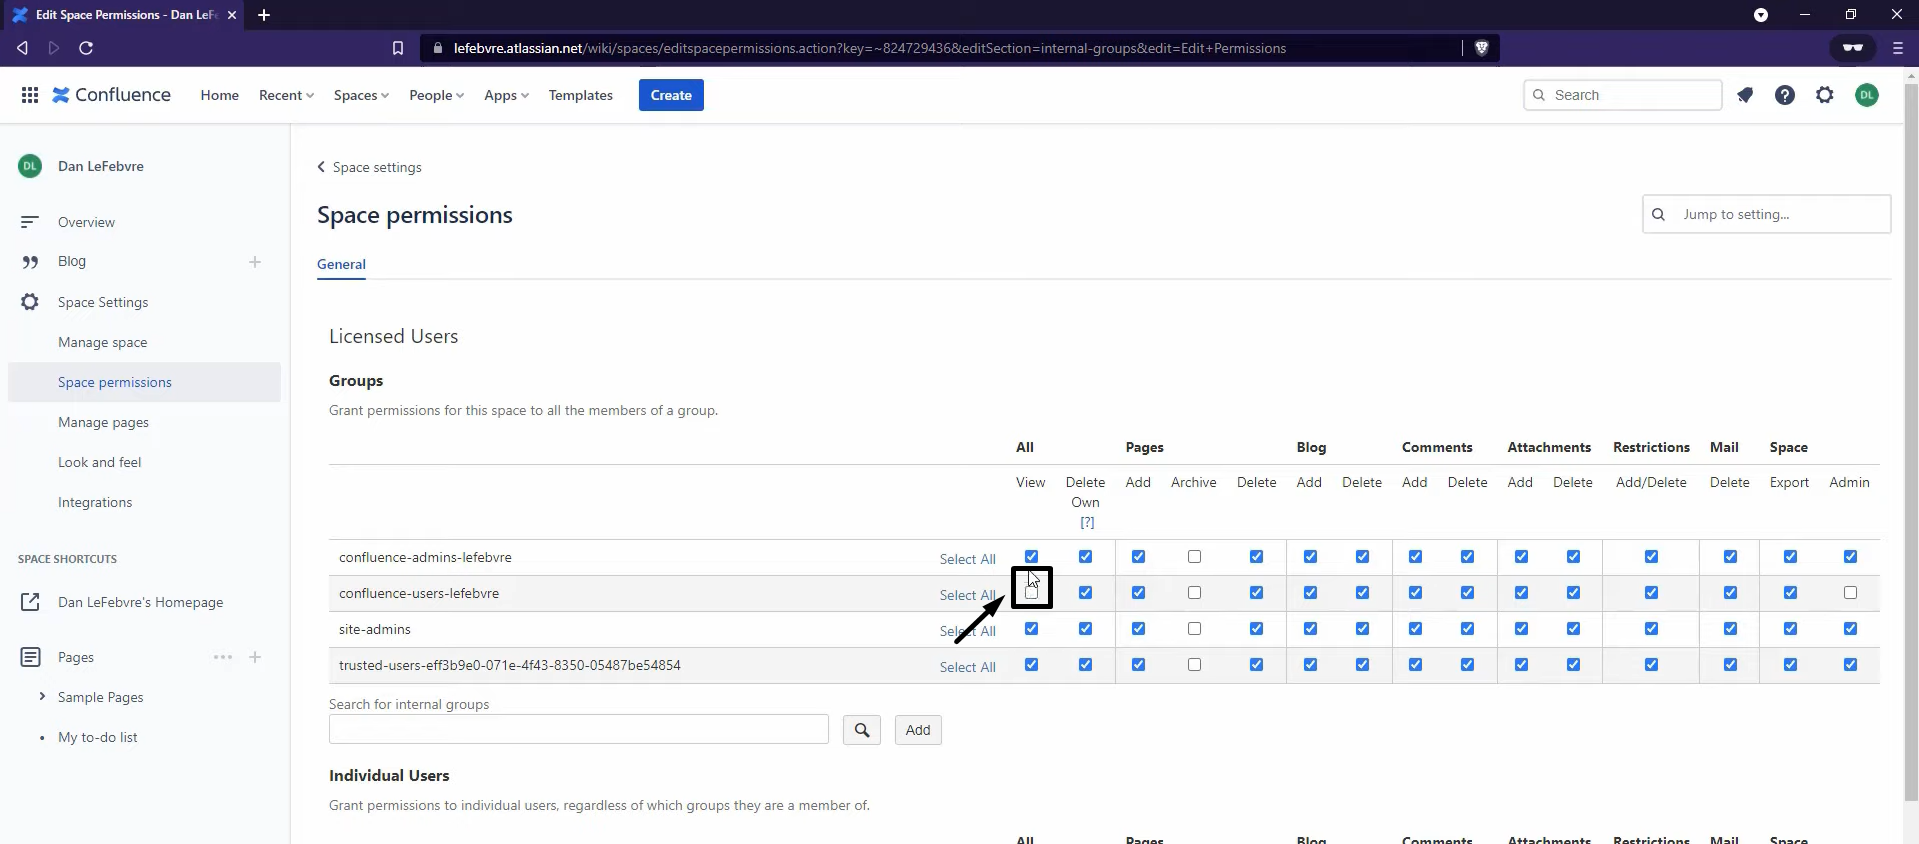 Edit Space Permissions - Dan LeFe
lefebvre.atlassian.net/wiki/spaces/editspacepermissions.action?key=~824729436&editSection=internal-groups&edit=Edit+Permissions
Confluence Home Recent Spaces People Apps Templates Create Search DL
DL Dan LeFebvre
Overview
Blog
Space Settings
Manage space
Space permissions
Manage pages
Look and feel
Integrations
SPACE SHORTCUTS
Dan LeFebvre's Homepage
Pages
Sample Pages
My to-do list
Space settings
Space permissions
Jump to setting...
General
Licensed Users
Groups
Grant permissions for this space to all the members of a group.
All Pages Blog Comments Attachments Restrictions Mail Space
View Delete Own [?] Add Archive Delete Add Delete Add Delete Add Delete Add/Delete Delete Export Admin
confluence-admins-lefebvre Select All
confluence-users-lefebvre Select All
site-admins Select All
trusted-users-eff3b9e0-071e-4f43-8350-05487be54854 Select All
Search for internal groups
Add
Individual Users
Grant permissions to individual users, regardless of which groups they are a member of.
All Pages Blog Comments Attachments Restrictions Mail Space